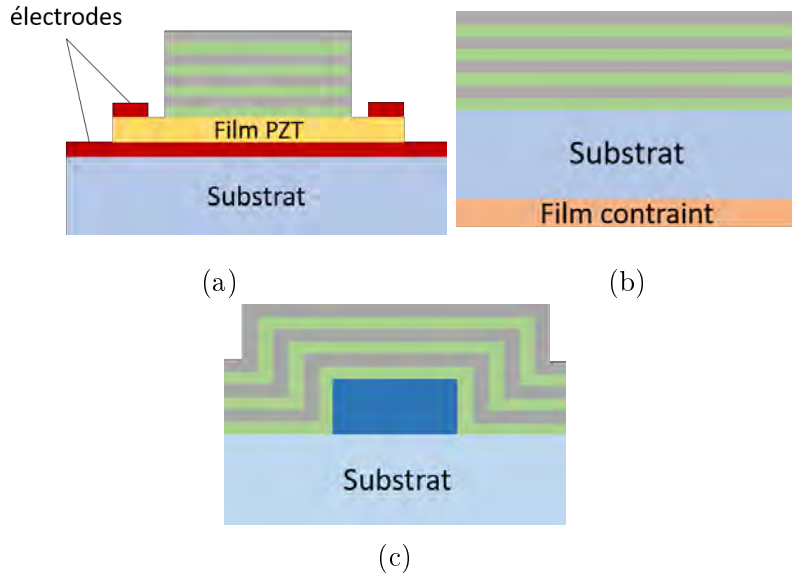 électrodes
Film PZT
Substrat
Substrat
Film contraint
(a)
(b)
Substrat
(c)